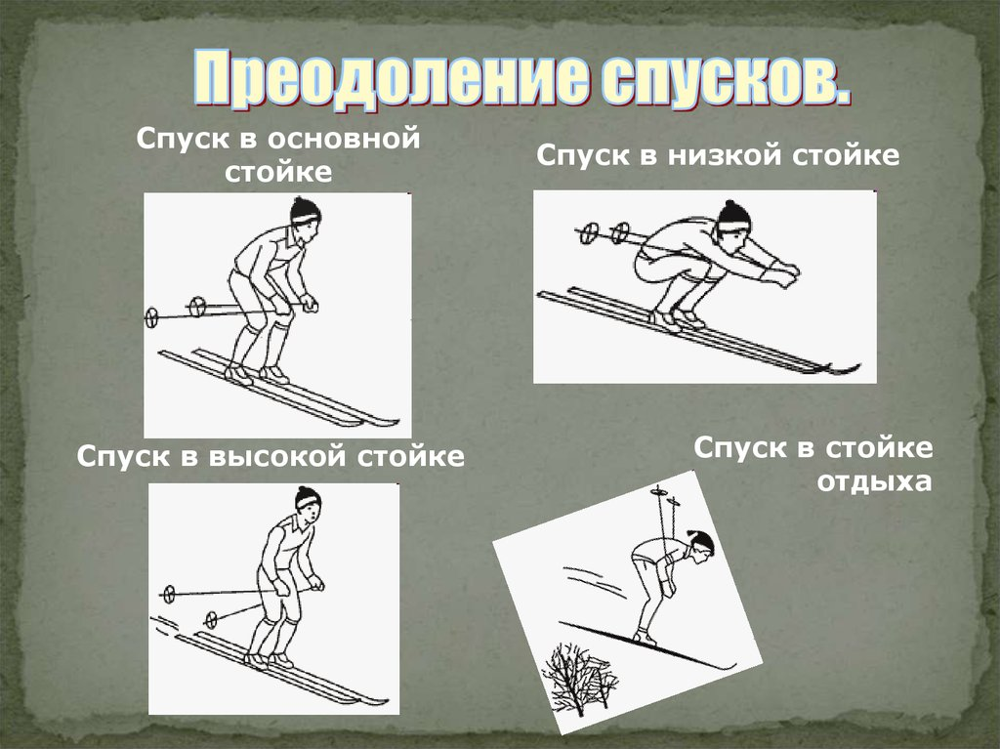 Преодоление спусков.
Спуск в основной
стойке
Спуск в низкой стойке
Спуск в высокой стойке
Спуск в стойке
отдыха